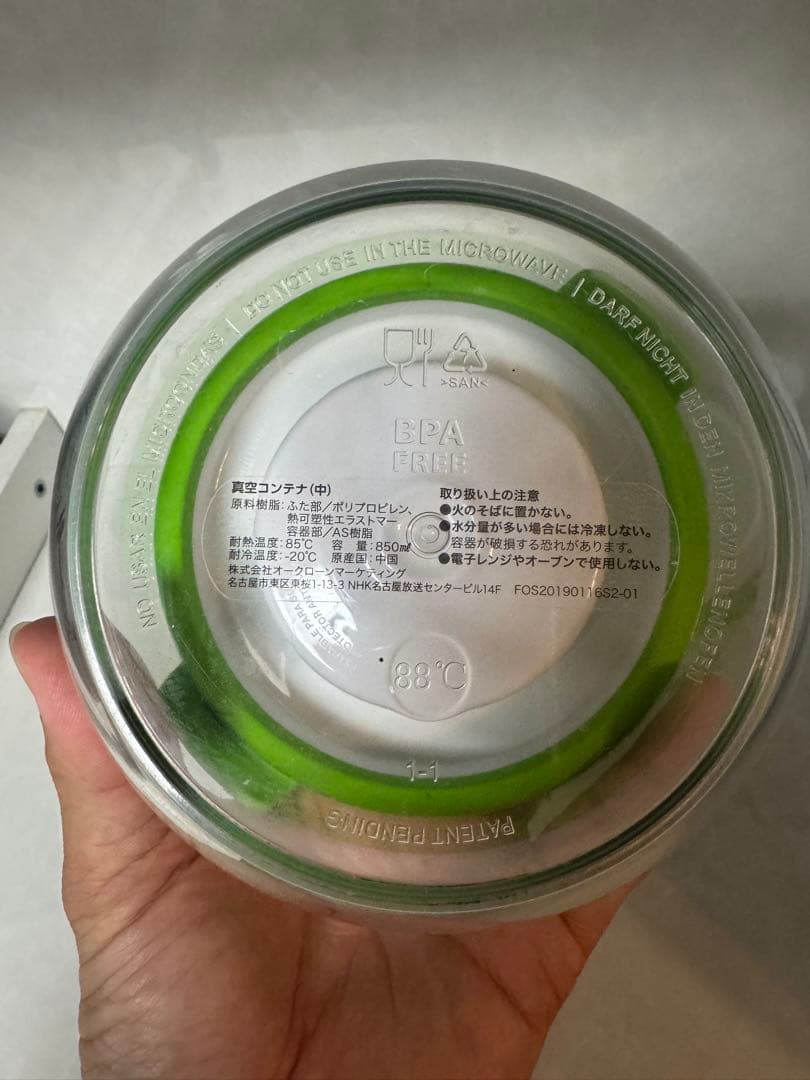 NO USAR EN EL MICROONDAS | DO NOT USE IN THE MICROWAVE | DARF NICHT IN DEN MIKROWELLENOFEN
>SAN<
BPA
FREE
真空コンテナ(中)
原料樹脂:ふた部/ポリプロピレン、
熱可塑性エラストマー
容器部/AS樹脂
耐熱温度:85℃ 容 量:850㎖
耐冷温度:-20℃ 原産国:中国
株式会社オークローンマーケティング
名古屋市東区東桜1-13-3 NHK名古屋放送センタービル14F FOS20190116S2-01
取り扱い上の注意
●火のそばに置かない。
●水分量が多い場合には冷凍しない。
容器が破損する恐れがあります。
●電子レンジやオーブンで使用しない。
88℃
1-1
PATENT PENDING